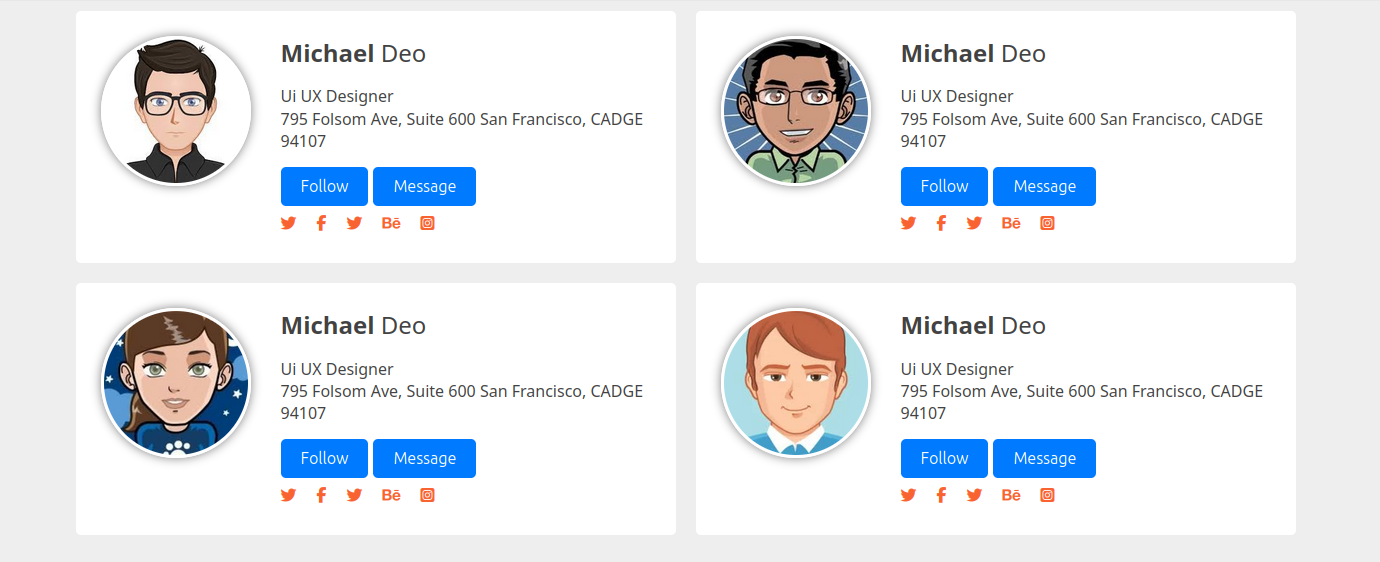 Michael Deo
Ui UX Designer
795 Folsom Ave, Suite 600 San Francisco, CADGE
94107
Follow Message
Bē
Michael Deo
Ui UX Designer
795 Folsom Ave, Suite 600 San Francisco, CADGE
94107
Follow Message
Bē
Michael Deo
Ui UX Designer
795 Folsom Ave, Suite 600 San Francisco, CADGE
94107
Follow Message
Bē
Michael Deo
Ui UX Designer
795 Folsom Ave, Suite 600 San Francisco, CADGE
94107
Follow Message
Bē